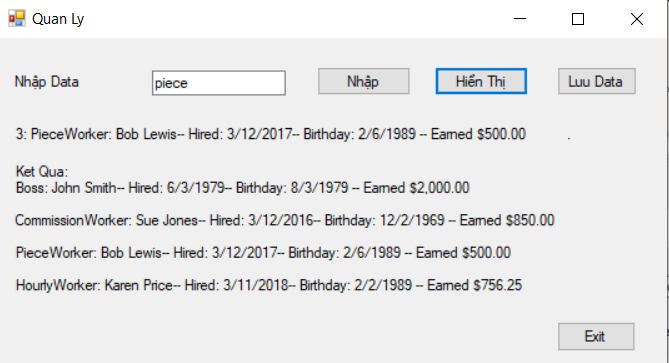 Quan Ly
Nhập Data piece Nhập Hiển Thị Luu Data
3: PieceWorker: Bob Lewis-- Hired: 3/12/2017-- Birthday: 2/6/1989 -- Earned $500.00 .
Ket Qua:
Boss: John Smith-- Hired: 6/3/1979-- Birthday: 8/3/1979 -- Earned $2,000.00
CommissionWorker: Sue Jones-- Hired: 3/12/2016-- Birthday: 12/2/1969 -- Earned $850.00
PieceWorker: Bob Lewis-- Hired: 3/12/2017-- Birthday: 2/6/1989 -- Earned $500.00
HourlyWorker: Karen Price-- Hired: 3/11/2018-- Birthday: 2/2/1989 -- Earned $756.25
Exit